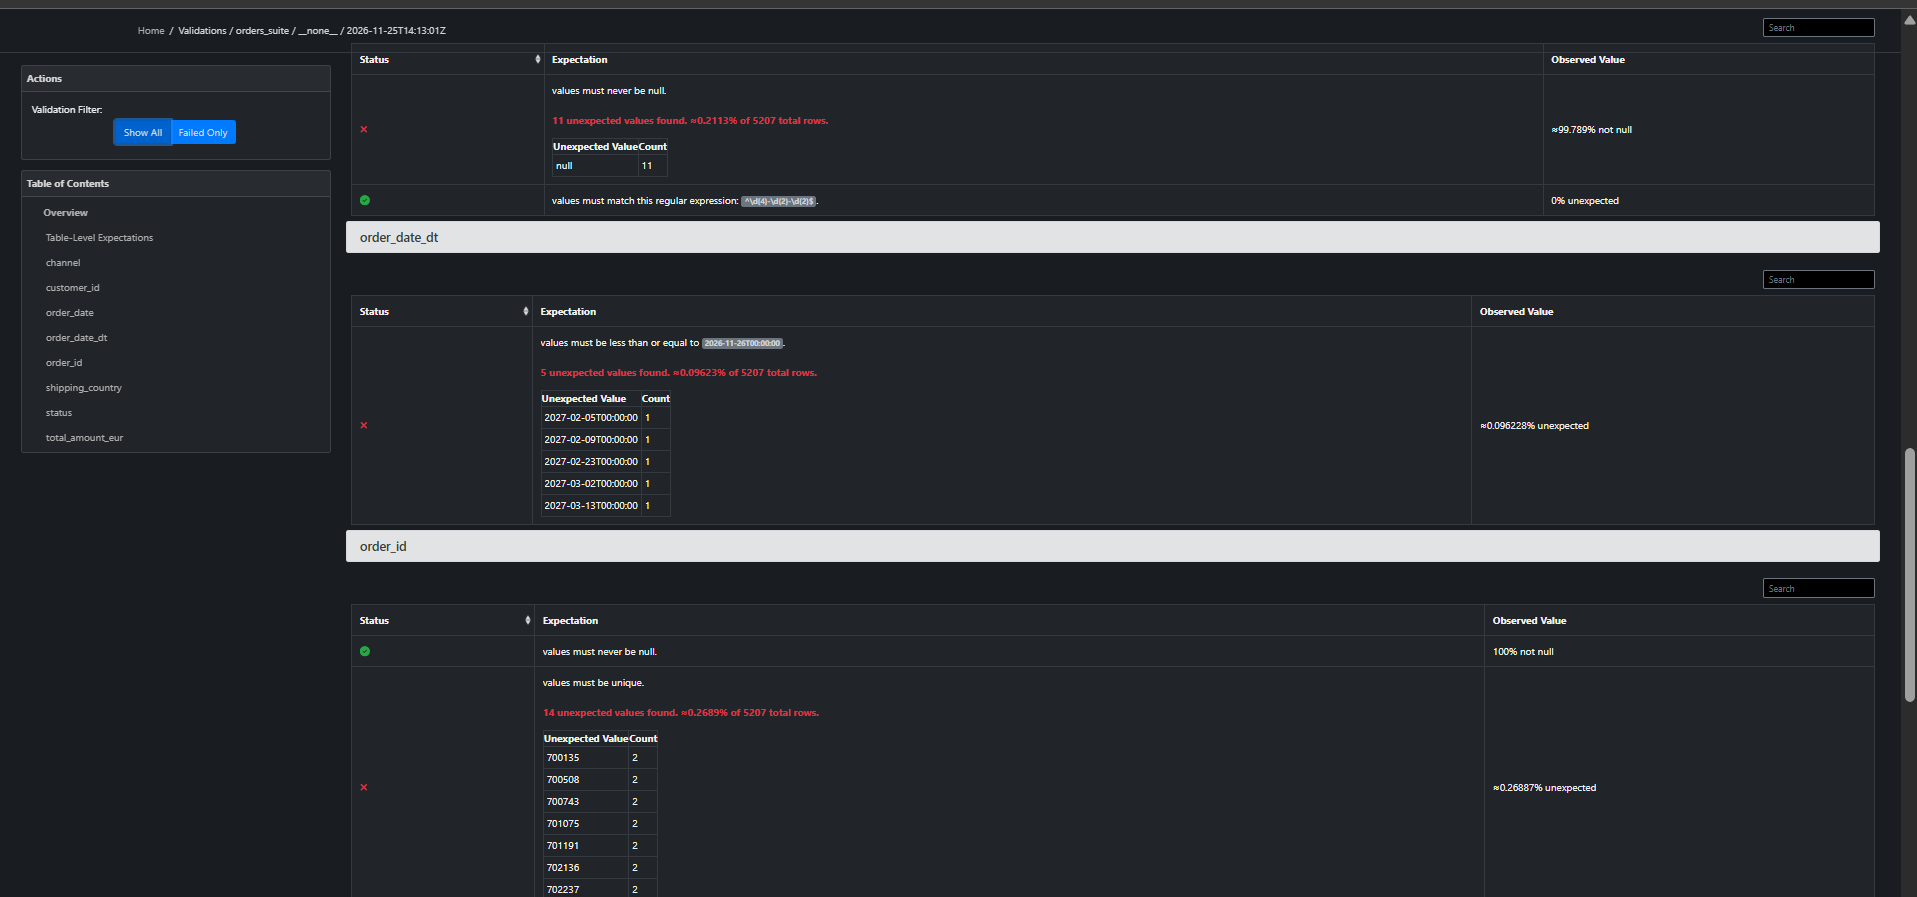 Home / Validations / orders_suite / __none__ / 2026-11-25T14:13:01Z
Search
Actions
Validation Filter:
Show All Failed Only
Table of Contents
Overview
Table-Level Expectations
channel
customer_id
order_date
order_date_dt
order_id
shipping_country
status
total_amount_eur
Status Expectation Observed Value
values must never be null.
11 unexpected values found. ≈0.2113% of 5207 total rows.
Unexpected Value Count
null 11
≈99.789% not null
values must match this regular expression: ^\d{4}-\d{2}-\d{2}$. 0% unexpected
order_date_dt
Search
Status Expectation Observed Value
values must be less than or equal to 2026-11-26T00:00:00.
5 unexpected values found. ≈0.09623% of 5207 total rows.
Unexpected Value Count
2027-02-05T00:00:00 1
2027-02-09T00:00:00 1
2027-02-23T00:00:00 1
2027-03-02T00:00:00 1
2027-03-13T00:00:00 1
≈0.096228% unexpected
order_id
Search
Status Expectation Observed Value
values must never be null. 100% not null
values must be unique.
14 unexpected values found. ≈0.2689% of 5207 total rows.
Unexpected Value Count
700135 2
700508 2
700743 2
701075 2
701191 2
702136 2
702237 2
≈0.26887% unexpected